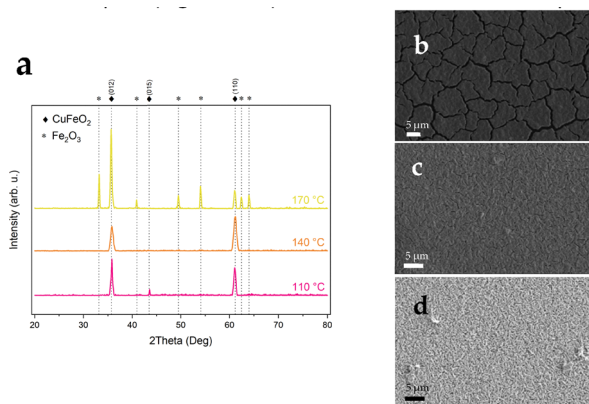 a
* (012) * (015) * * (110) * *
◆ CuFeO₂
* Fe₂O₃
170 °C
140 °C
110 °C
Intensity (arb. u.)
20 30 40 50 60 70 80
2Theta (Deg)
b
5 µm
c
5 µm
d
5 µm